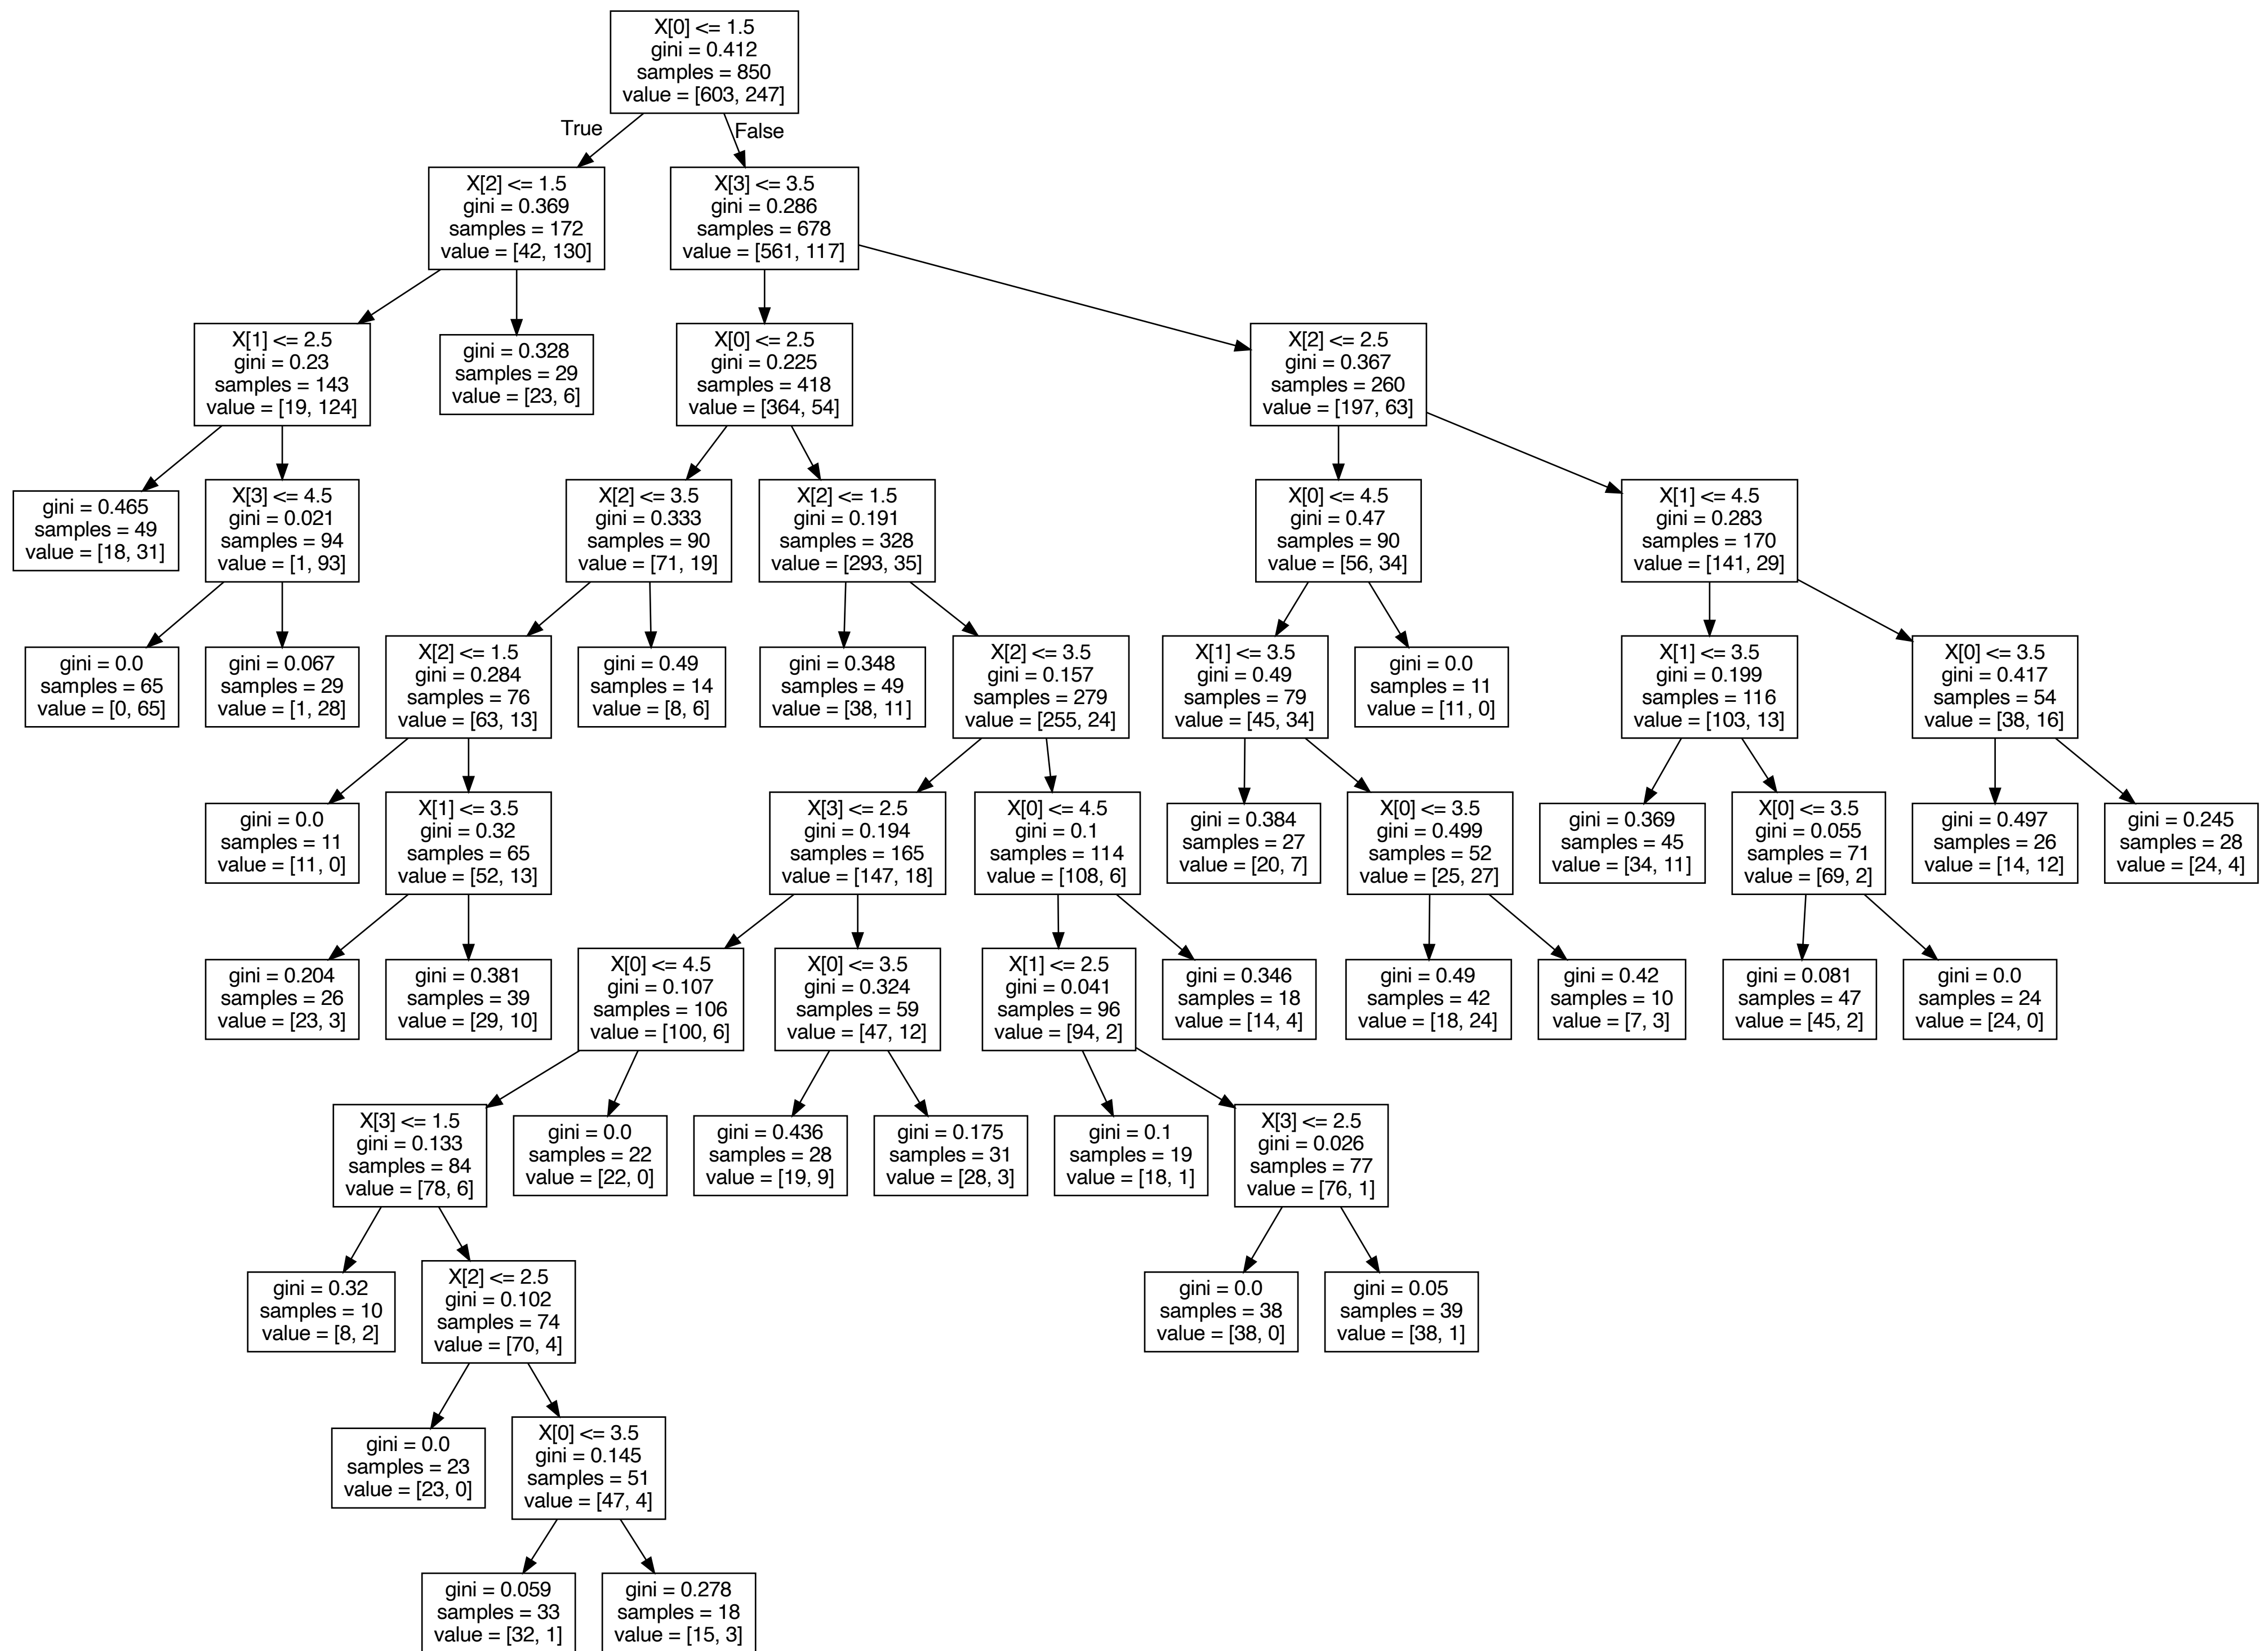 X[0] <= 1.5
gini = 0.412
samples = 850
value = [603, 247]
True
False
X[2] <= 1.5
gini = 0.369
samples = 172
value = [42, 130]
X[3] <= 3.5
gini = 0.286
samples = 678
value = [561, 117]
X[1] <= 2.5
gini = 0.23
samples = 143
value = [19, 124]
gini = 0.328
samples = 29
value = [23, 6]
X[0] <= 2.5
gini = 0.225
samples = 418
value = [364, 54]
X[2] <= 2.5
gini = 0.367
samples = 260
value = [197, 63]
gini = 0.465
samples = 49
value = [18, 31]
X[3] <= 4.5
gini = 0.021
samples = 94
value = [1, 93]
X[2] <= 3.5
gini = 0.333
samples = 90
value = [71, 19]
X[2] <= 1.5
gini = 0.191
samples = 328
value = [293, 35]
X[0] <= 4.5
gini = 0.47
samples = 90
value = [56, 34]
X[1] <= 4.5
gini = 0.283
samples = 170
value = [141, 29]
gini = 0.0
samples = 65
value = [0, 65]
gini = 0.067
samples = 29
value = [1, 28]
X[2] <= 1.5
gini = 0.284
samples = 76
value = [63, 13]
gini = 0.49
samples = 14
value = [8, 6]
gini = 0.348
samples = 49
value = [38, 11]
X[2] <= 3.5
gini = 0.157
samples = 279
value = [255, 24]
X[1] <= 3.5
gini = 0.49
samples = 79
value = [45, 34]
gini = 0.0
samples = 11
value = [11, 0]
X[1] <= 3.5
gini = 0.199
samples = 116
value = [103, 13]
X[0] <= 3.5
gini = 0.417
samples = 54
value = [38, 16]
gini = 0.0
samples = 11
value = [11, 0]
X[1] <= 3.5
gini = 0.32
samples = 65
value = [52, 13]
X[3] <= 2.5
gini = 0.194
samples = 165
value = [147, 18]
X[0] <= 4.5
gini = 0.1
samples = 114
value = [108, 6]
gini = 0.384
samples = 27
value = [20, 7]
X[0] <= 3.5
gini = 0.499
samples = 52
value = [25, 27]
gini = 0.369
samples = 45
value = [34, 11]
X[0] <= 3.5
gini = 0.055
samples = 71
value = [69, 2]
gini = 0.497
samples = 26
value = [14, 12]
gini = 0.245
samples = 28
value = [24, 4]
gini = 0.204
samples = 26
value = [23, 3]
gini = 0.381
samples = 39
value = [29, 10]
X[0] <= 4.5
gini = 0.107
samples = 106
value = [100, 6]
X[0] <= 3.5
gini = 0.324
samples = 59
value = [47, 12]
X[1] <= 2.5
gini = 0.041
samples = 96
value = [94, 2]
gini = 0.346
samples = 18
value = [14, 4]
gini = 0.49
samples = 42
value = [18, 24]
gini = 0.42
samples = 10
value = [7, 3]
gini = 0.081
samples = 47
value = [45, 2]
gini = 0.0
samples = 24
value = [24, 0]
X[3] <= 1.5
gini = 0.133
samples = 84
value = [78, 6]
gini = 0.0
samples = 22
value = [22, 0]
gini = 0.436
samples = 28
value = [19, 9]
gini = 0.175
samples = 31
value = [28, 3]
gini = 0.1
samples = 19
value = [18, 1]
X[3] <= 2.5
gini = 0.026
samples = 77
value = [76, 1]
gini = 0.32
samples = 10
value = [8, 2]
X[2] <= 2.5
gini = 0.102
samples = 74
value = [70, 4]
gini = 0.0
samples = 38
value = [38, 0]
gini = 0.05
samples = 39
value = [38, 1]
gini = 0.0
samples = 23
value = [23, 0]
X[0] <= 3.5
gini = 0.145
samples = 51
value = [47, 4]
gini = 0.059
samples = 33
value = [32, 1]
gini = 0.278
samples = 18
value = [15, 3]